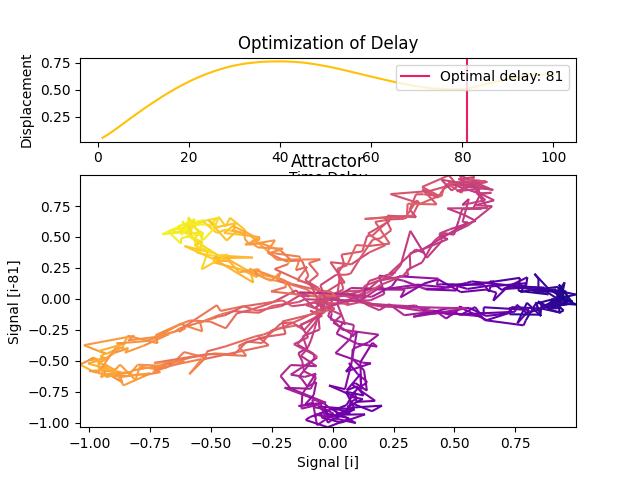 Optimization of Delay
Displacement
0.75
0.50
0.25
Optimal delay: 81
0 20 40 60 80 100
Attractor
Signal [i-81]
0.75
0.50
0.25
0.00
−0.25
−0.50
−0.75
−1.00
−1.00 −0.75 −0.50 −0.25 0.00 0.25 0.50 0.75
Signal [i]